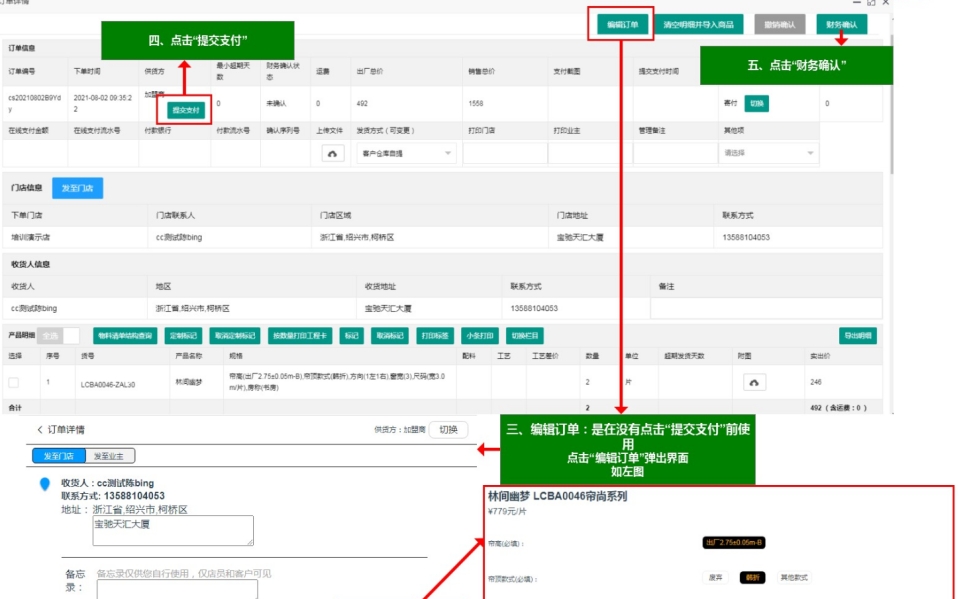 订单详情
编辑订单
清空明细并导入商品
撤销确认
财务确认
四、点击“提交支付”
五、点击“财务确认”
订单信息
订单编号 下单时间 供货方 最小超期天数 财务确认状态 运费 出厂总价 销售总价 支付截图 提交支付时间
cs20210802B9Ydy 2021-08-02 09:35:22 加盟商 提交支付 0 未确认 0 492 1558 寄付 切换 0
在线支付金额 在线支付流水号 付款银行 付款流水号 确认序列号 上传文件 发货方式（可变更） 打印门店 打印业主 管理备注 其他项
客户仓库自提 请选择
门店信息 发至门店
下单门店 门店联系人 门店区域 门店地址 联系方式
培训演示店 cc测试陈bing 浙江省,绍兴市,柯桥区 宝驰天汇大厦 13588104053
收货人信息
收货人 地区 收货地址 联系方式 备注
cc测试陈bing 浙江省,绍兴市,柯桥区 宝驰天汇大厦 13588104053
产品明细 全选 物料清单结构查询 定制标记 取消定制标记 按数量打印工程卡 标记 取消标记 打印标签 小条打印 切换栏目 导出明细
选择 序号 货号 产品名称 规格 配料 工艺 工艺差价 数量 单位 超期发货天数 附图 实出价
1 LCBA0046-ZAL30 林间幽梦 帘高(出厂2.75±0.05m-B),帘顶款式(韩折),方向(1左1右),窗宽(3),尺码(宽3.0m/片),房称(书房) 2 片 246
合计 2 492（含运费：0）
三、编辑订单：是在没有点击“提交支付”前使用
点击“编辑订单”弹出界面
如左图
订单详情
供货方：加盟商 切换
发至门店 发至业主
收货人：cc测试陈bing
联系方式: 13588104053
地址： 浙江省,绍兴市,柯桥区
宝驰天汇大厦
备忘录： 备忘录仅供您自行使用，仅店员和客户可见
林间幽梦 LCBA0046帘尚系列
¥779元/片
帘高(必填)：
出厂2.75±0.05m-B
帘顶款式(必填)：
废弃 韩折 其他款式